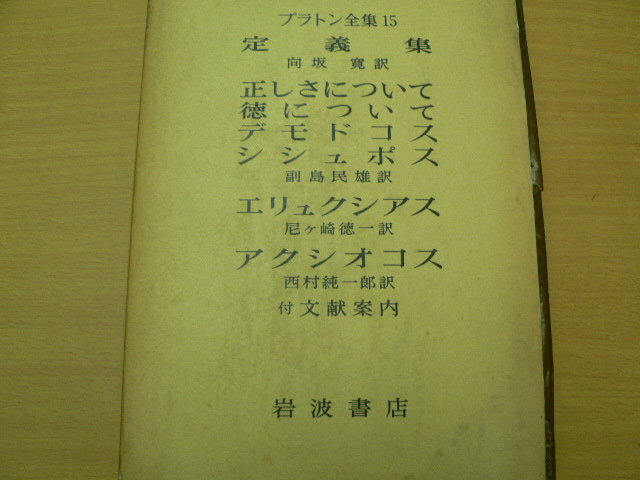 プラトン全集15
定義集
向坂 寛訳
正しさについて
徳について
デモドコス
シシュポス
副島民雄訳
エリュクシアス
尼ヶ崎徳一訳
アクシオコス
西村純一郎訳
付 文献案内
岩波書店